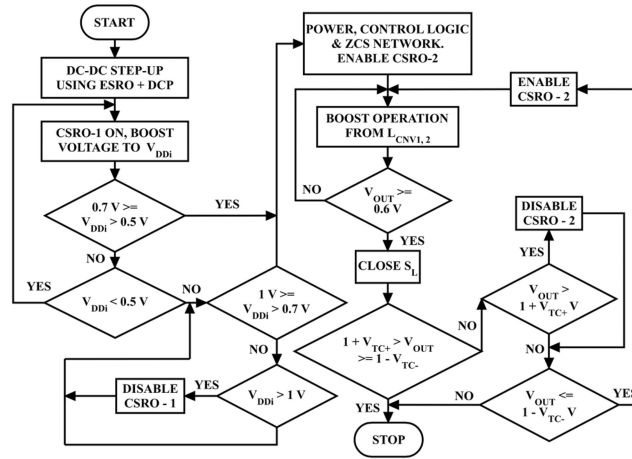 START
DC-DC STEP-UP
USING ESRO + DCP
CSRO-1 ON, BOOST
VOLTAGE TO VDDi
0.7 V >=
VDDi > 0.5 V
YES
NO
VDDi < 0.5 V
YES
NO
1 V >=
VDDi > 0.7 V
NO
VDDi > 1 V
YES
DISABLE
CSRO - 1
POWER, CONTROL LOGIC
& ZCS NETWORK.
ENABLE CSRO-2
ENABLE
CSRO - 2
BOOST OPERATION
FROM LCNV1, 2
VOUT >=
0.6 V
NO
YES
CLOSE SL
1 + VTC+ > VOUT
>= 1 - VTC-
NO
YES
STOP
DISABLE
CSRO - 2
YES
VOUT >
1 + VTC+ V
NO
VOUT <=
1 - VTC- V
NO
YES